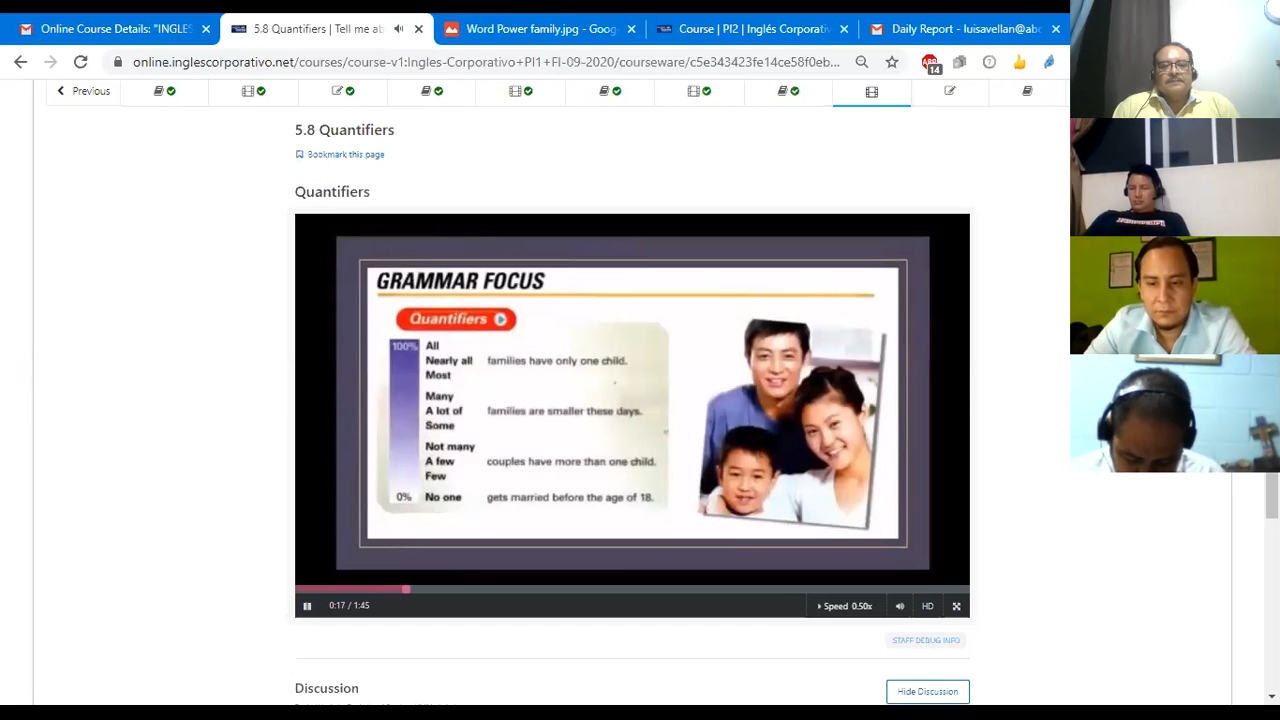 Online Course Details: "INGLES
5.8 Quantifiers | Tell me ab
Word Power family.jpg - Goog
Course | PI2 | Inglés Corporativ
Daily Report - luisavellan@abc
online.inglescorporativo.net/courses/course-v1:Ingles-Corporativo+PI1+FI-09-2020/courseware/c5e343423fe14ce58f0eb...
14
Previous
5.8 Quantifiers
Bookmark this page
Quantifiers
GRAMMAR FOCUS
Quantifiers
100% All
Nearly all families have only one child.
Most
Many
A lot of families are smaller these days.
Some
Not many
A few couples have more than one child.
Few
0% No one gets married before the age of 18.
0:17 / 1:45
Speed 0.50x
HD
STAFF DEBUG INFO
Discussion
Hide Discussion